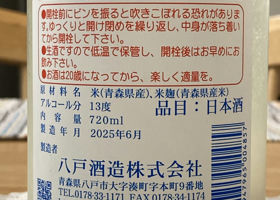 ●開栓前にビンを振ると吹きこぼれる恐れがあります。
ゆっくりと開け閉めを繰り返し、中身が落ち着い
てから開栓して下さい。
●生酒ですので低温で保管し、開栓後はお早めにお
飲み下さい。
●お酒は20歳になってから。楽しく適量を。
原材料名 米(青森県産)、米麹(青森県産米)
アルコール分 13度 品目:日本酒
内容量 720ml
製造年月 2025年6月
製造者
八戸酒造株式会社
青森県八戸市大字湊町字本町9番地
TEL.0178-33-1171 FAX.0178-34-1174